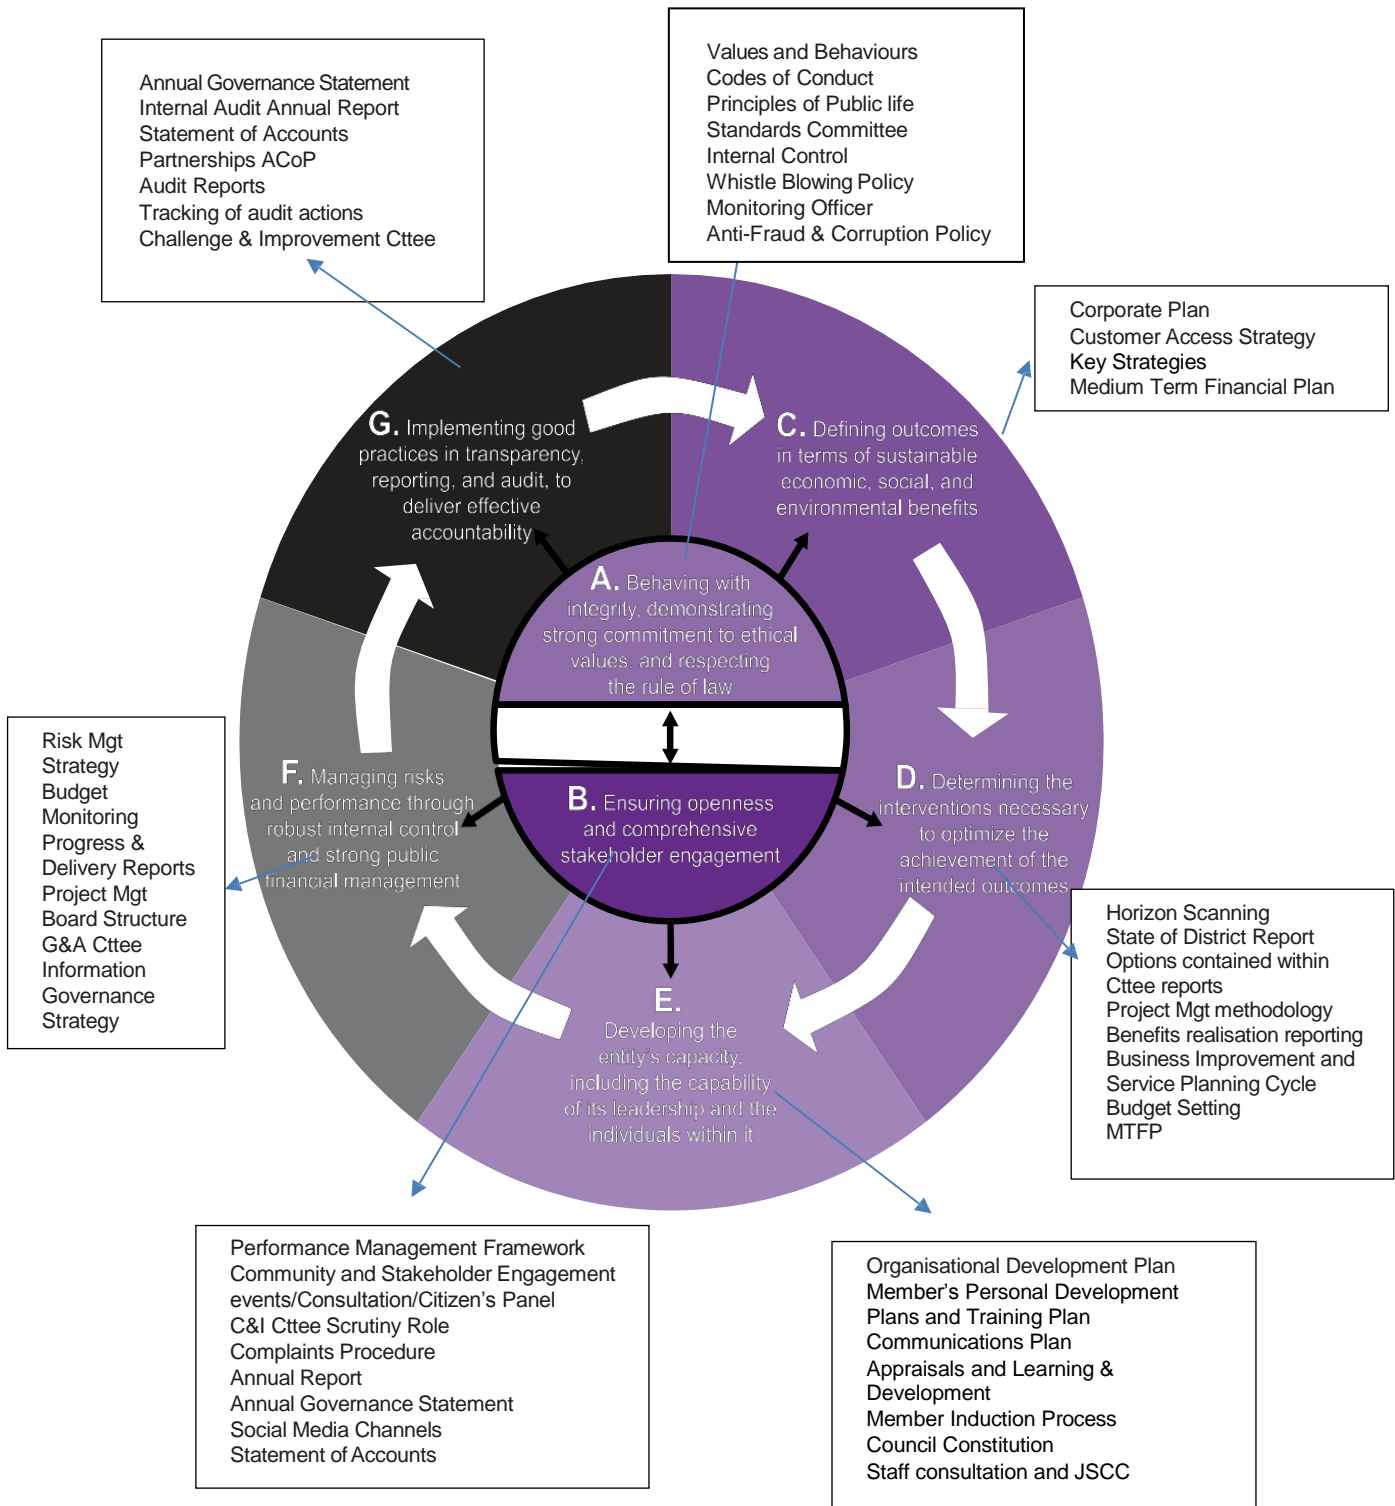 Annual Governance Statement
Internal Audit Annual Report
Statement of Accounts
Partnerships ACoP
Audit Reports
Tracking of audit actions
Challenge & Improvement Cttee
Values and Behaviours
Codes of Conduct
Principles of Public life
Standards Committee
Internal Control
Whistle Blowing Policy
Monitoring Officer
Anti-Fraud & Corruption Policy
Corporate Plan
Customer Access Strategy
Key Strategies
Medium Term Financial Plan
G. Implementing good
practices in transparency,
reporting, and audit, to
deliver effective
accountability
C. Defining outcomes
in terms of sustainable
economic, social, and
environmental benefits
A. Behaving with
integrity, demonstrating
strong commitment to ethical
values, and respecting
the rule of law
B. Ensuring openness
and comprehensive
stakeholder engagement
D. Determining the
interventions necessary
to optimize the
achievement of the
intended outcomes
F. Managing risks
and performance through
robust internal control
and strong public
financial management
E.
Developing the
entity's capacity,
including the capability
of its leadership and the
individuals within it
Risk Mgt
Strategy
Budget
Monitoring
Progress &
Delivery Reports
Project Mgt
Board Structure
G&A Cttee
Information
Governance
Strategy
Horizon Scanning
State of District Report
Options contained within
Cttee reports
Project Mgt methodology
Benefits realisation reporting
Business Improvement and
Service Planning Cycle
Budget Setting
MTFP
Performance Management Framework
Community and Stakeholder Engagement
events/Consultation/Citizen's Panel
C&I Cttee Scrutiny Role
Complaints Procedure
Annual Report
Annual Governance Statement
Social Media Channels
Statement of Accounts
Organisational Development Plan
Member's Personal Development
Plans and Training Plan
Communications Plan
Appraisals and Learning &
Development
Member Induction Process
Council Constitution
Staff consultation and JSCC